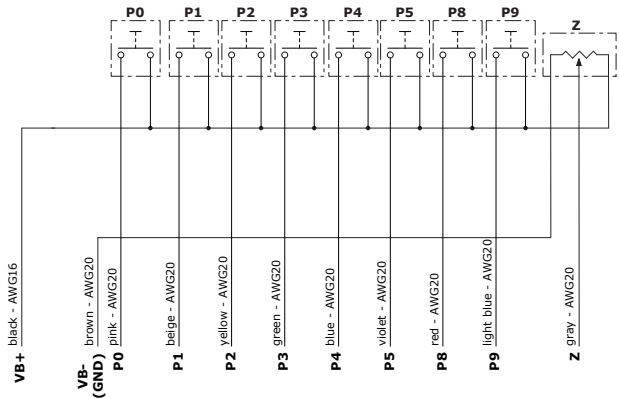 P0
P1
P2
P3
P4
P5
P8
P9
Z
black - AWG16
brown - AWG20
pink - AWG20
beige - AWG20
yellow - AWG20
green - AWG20
blue - AWG20
violet - AWG20
red - AWG20
light blue - AWG20
gray - AWG20
VB+
VB-
(GND)
P0
P1
P2
P3
P4
P5
P8
P9
Z